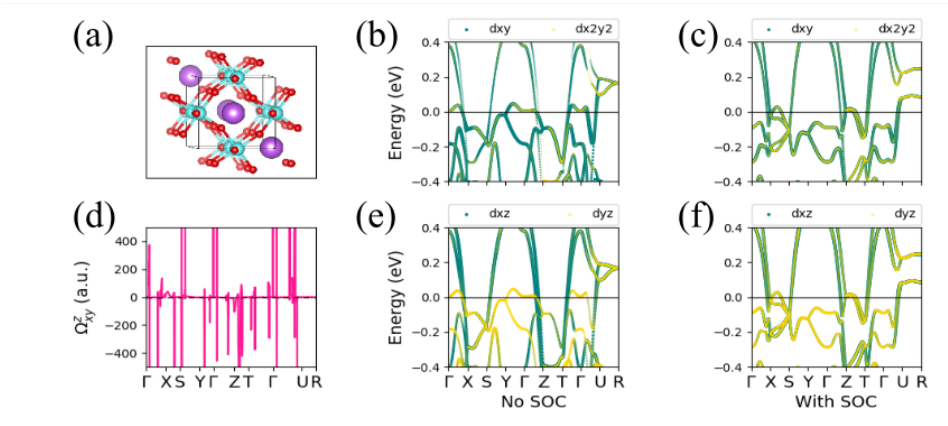 (a)
(b)
dxy dx2y2
Energy (eV)
0.4
0.2
0.0
−0.2
−0.4
(c)
dxy dx2y2
0.4
0.2
0.0
−0.2
−0.4
(d)
Ω^z_xy (a.u.)
400
200
0
−200
−400
Γ X S Y Γ Z T Γ U R
(e)
dxz dyz
Energy (eV)
0.4
0.2
0.0
−0.2
−0.4
Γ X S Y Γ Z T Γ U R
No SOC
(f)
dxz dyz
0.4
0.2
0.0
−0.2
−0.4
Γ X S Y Γ Z T Γ U R
With SOC